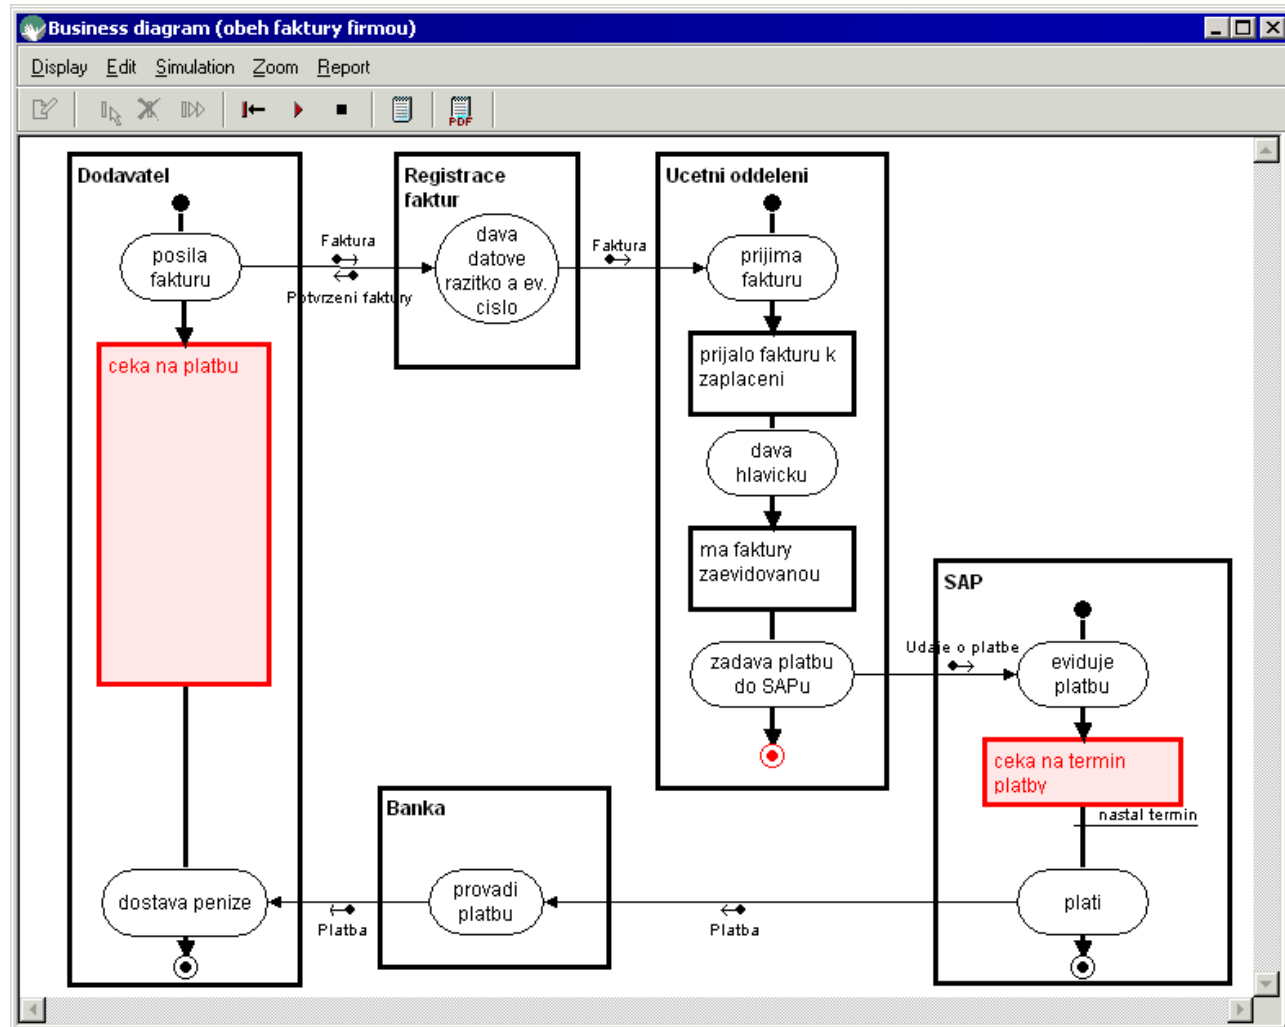 Business diagram (obeh faktury firmou)
Display Edit Simulation Zoom Report
PDF
Dodavatel
posila
fakturu
ceka na platbu
dostava penize
Faktura
Potvrzeni faktury
Registrace
faktur
dava
datove
razitko a ev.
cislo
Faktura
Ucetni oddeleni
prijima
fakturu
prijalo fakturu k
zaplaceni
dava
hlavicku
ma faktury
zaevidovanou
zadava platbu
do SAPu
Udaje o platbe
SAP
eviduje
platbu
ceka na termin
platby
nastal termin
plati
Platba
Banka
provadi
platbu
Platba